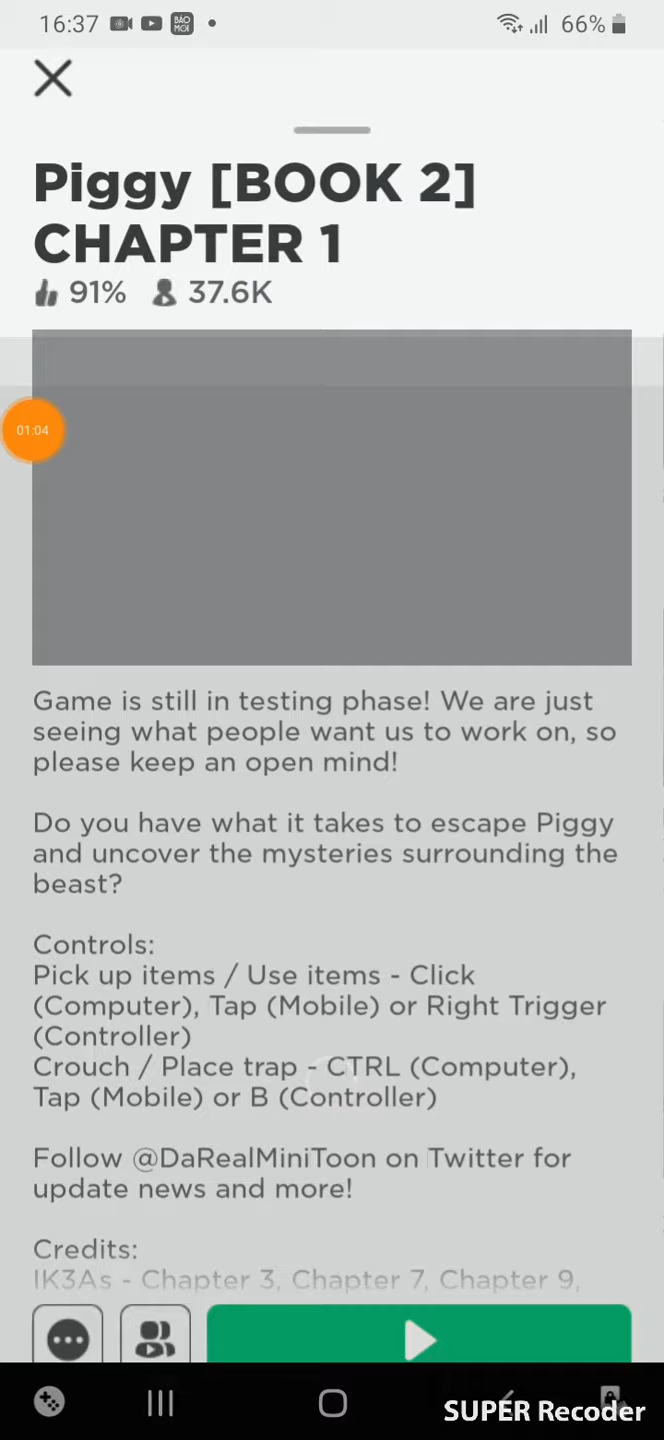 16:37
BÁO
MỚI
66%
Piggy [BOOK 2]
CHAPTER 1
91% 37.6K
01:04
Game is still in testing phase! We are just
seeing what people want us to work on, so
please keep an open mind!
Do you have what it takes to escape Piggy
and uncover the mysteries surrounding the
beast?
Controls:
Pick up items / Use items - Click
(Computer), Tap (Mobile) or Right Trigger
(Controller)
Crouch / Place trap - CTRL (Computer),
Tap (Mobile) or B (Controller)
Follow @DaRealMiniToon on Twitter for
update news and more!
Credits:
IK3As - Chapter 3, Chapter 7, Chapter 9,
SUPER Recoder